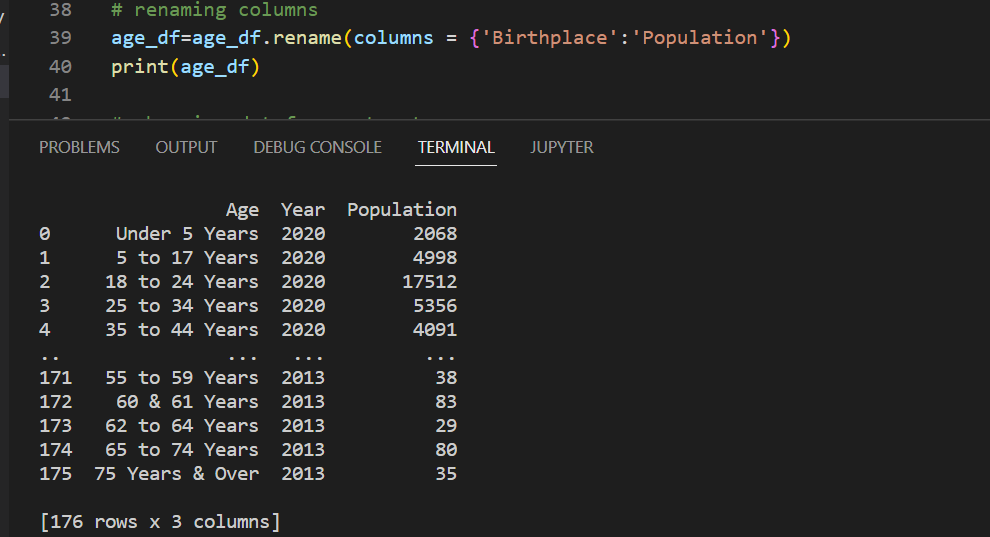 38 # renaming columns
39 age_df=age_df.rename(columns = {'Birthplace':'Population'})
40 print(age_df)
41
PROBLEMS OUTPUT DEBUG CONSOLE TERMINAL JUPYTER
Age Year Population
0 Under 5 Years 2020 2068
1 5 to 17 Years 2020 4998
2 18 to 24 Years 2020 17512
3 25 to 34 Years 2020 5356
4 35 to 44 Years 2020 4091
.. ... ... ...
171 55 to 59 Years 2013 38
172 60 & 61 Years 2013 83
173 62 to 64 Years 2013 29
174 65 to 74 Years 2013 80
175 75 Years & Over 2013 35
[176 rows x 3 columns]